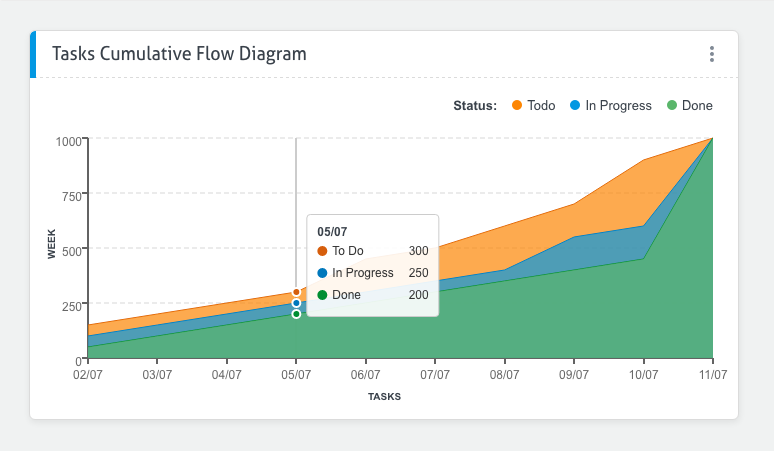 Tasks Cumulative Flow Diagram
Status: Todo In Progress Done
1000
750
500
250
0
WEEK
05/07
To Do 300
In Progress 250
Done 200
02/07 03/07 04/07 05/07 06/07 07/07 08/07 09/07 10/07 11/07
TASKS